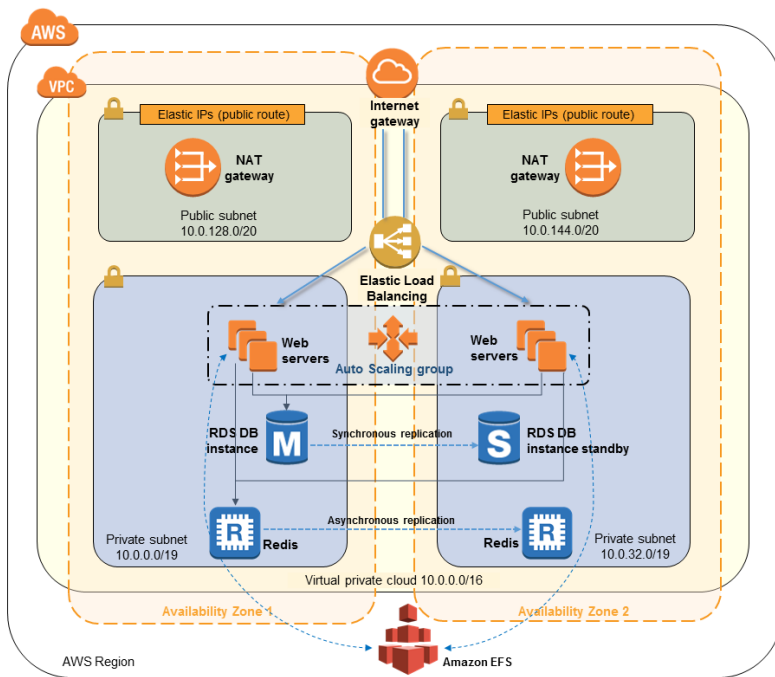 AWS
VPC
Internet
gateway
Elastic IPs (public route)
NAT
gateway
Public subnet
10.0.128.0/20
Elastic IPs (public route)
NAT
gateway
Public subnet
10.0.144.0/20
Elastic Load
Balancing
Web
servers
Auto Scaling group
Web
servers
RDS DB
instance
M
Synchronous replication
S
RDS DB
instance standby
Private subnet
10.0.0.0/19
R
Redis
Asynchronous replication
Redis
R
Private subnet
10.0.32.0/19
Virtual private cloud 10.0.0.0/16
Availability Zone 1
Availability Zone 2
AWS Region
Amazon EFS